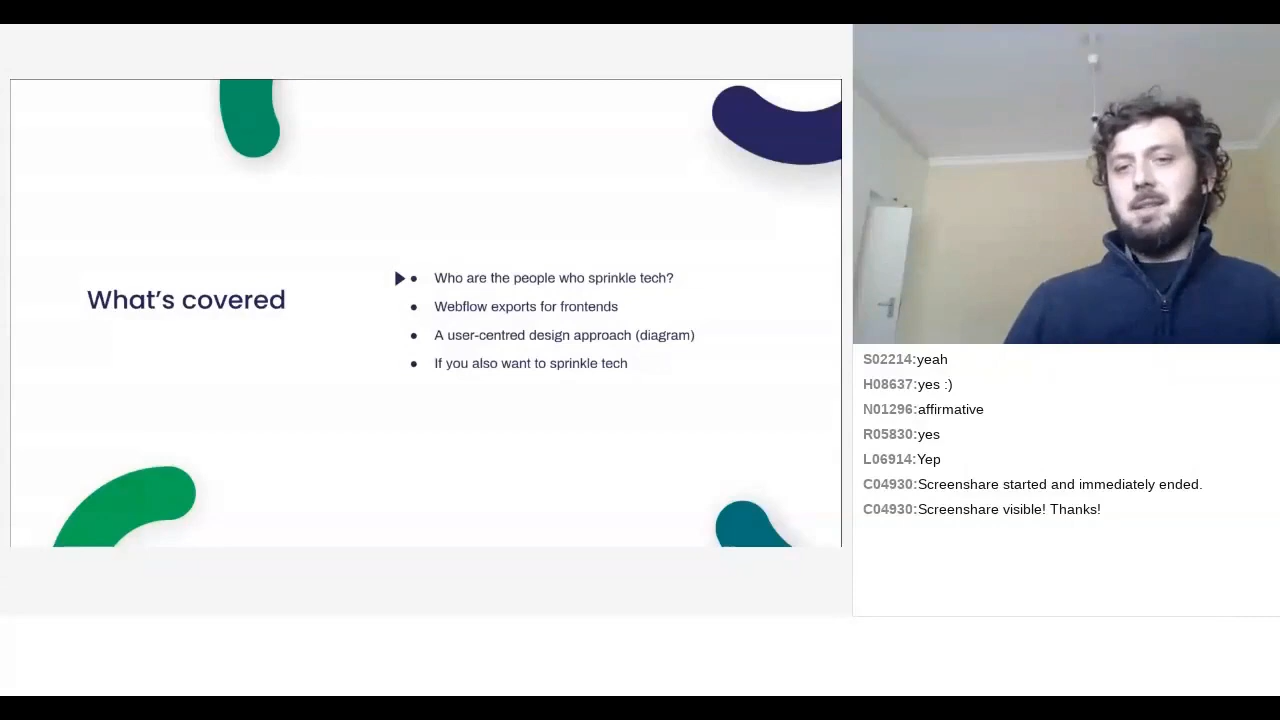 What's covered
● Who are the people who sprinkle tech?
● Webflow exports for frontends
● A user-centred design approach (diagram)
● If you also want to sprinkle tech
S02214:yeah
H08637:yes :)
N01296:affirmative
R05830:yes
L06914:Yep
C04930:Screenshare started and immediately ended.
C04930:Screenshare visible! Thanks!